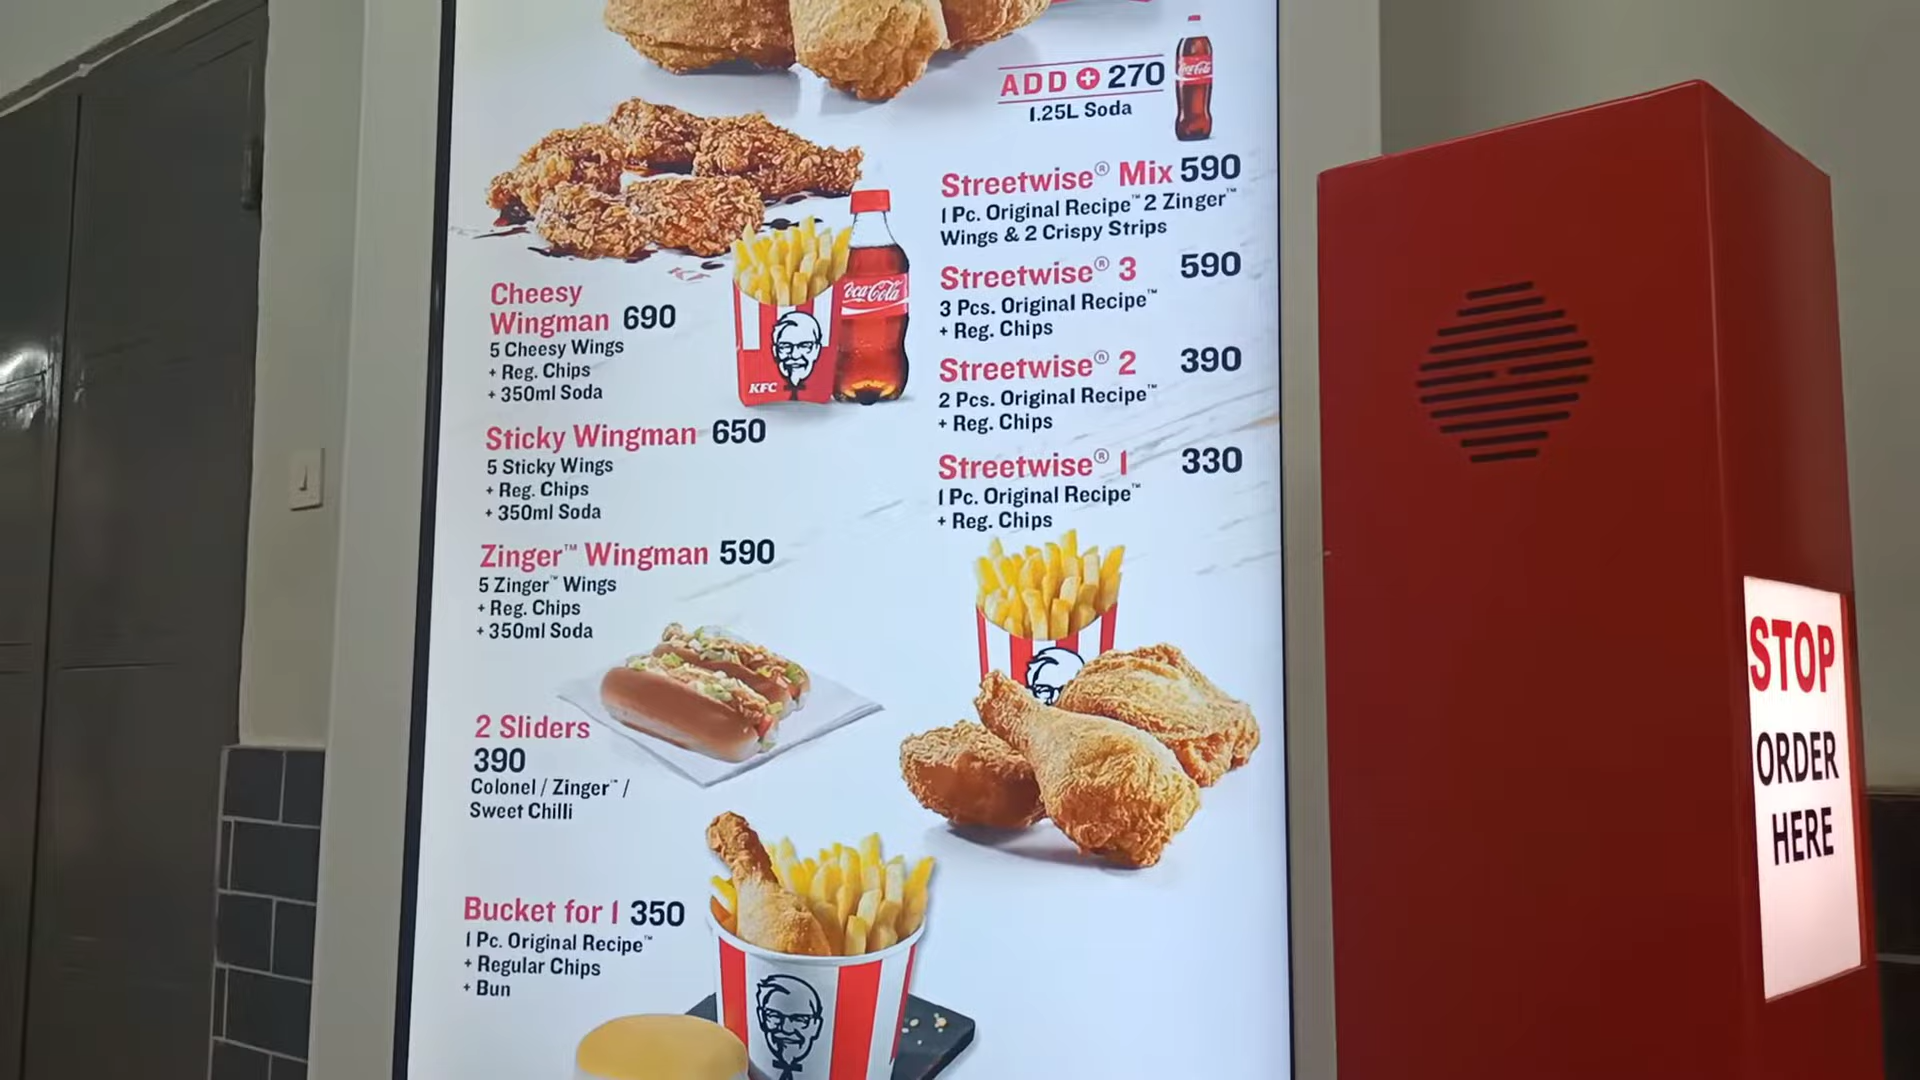 ADD + 270
1.25L Soda
Coca-Cola
Streetwise® Mix 590
1 Pc. Original Recipe™ 2 Zinger™
Wings & 2 Crispy Strips
Streetwise® 3 590
3 Pcs. Original Recipe™
+ Reg. Chips
Streetwise® 2 390
2 Pcs. Original Recipe™
+ Reg. Chips
Streetwise® 1 330
1 Pc. Original Recipe™
+ Reg. Chips
Cheesy
Wingman 690
5 Cheesy Wings
+ Reg. Chips
+ 350ml Soda
Coca-Cola
KFC
Sticky Wingman 650
5 Sticky Wings
+ Reg. Chips
+ 350ml Soda
Zinger™ Wingman 590
5 Zinger™ Wings
+ Reg. Chips
+ 350ml Soda
2 Sliders
390
Colonel / Zinger™ /
Sweet Chilli
Bucket for 1 350
1 Pc. Original Recipe™
+ Regular Chips
+ Bun
STOP
ORDER
HERE